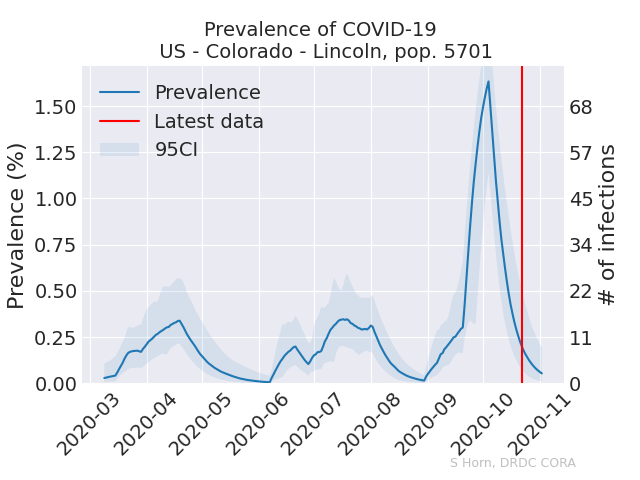 Prevalence of COVID-19
US - Colorado - Lincoln, pop. 5701
Prevalence
Latest data
95CI
Prevalence (%)
1.50
1.25
1.00
0.75
0.50
0.25
0.00
68
57
45
34
22
11
0
# of infections
2020-03
2020-04
2020-05
2020-06
2020-07
2020-08
2020-09
2020-10
2020-11
S Horn, DRDC CORA